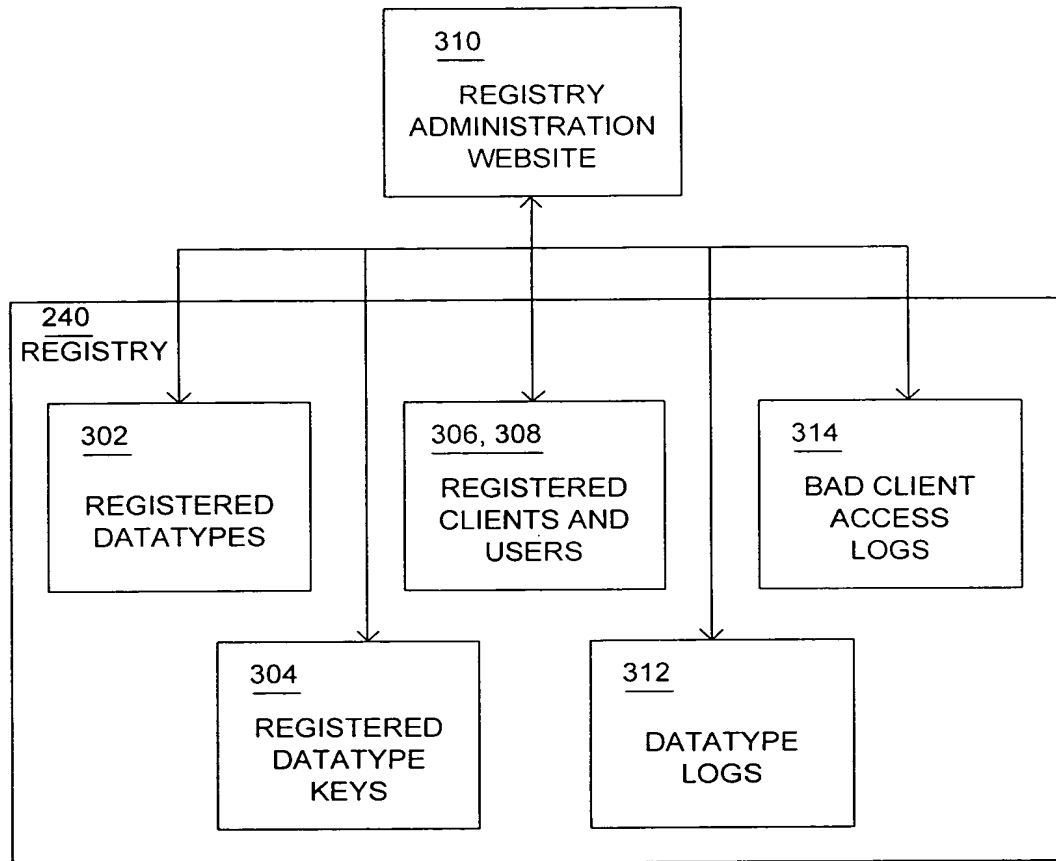 310
REGISTRY
ADMINISTRATION
WEBSITE
240
REGISTRY
302
REGISTERED
DATATYPES
306, 308
REGISTERED
CLIENTS AND
USERS
314
BAD CLIENT
ACCESS
LOGS
304
REGISTERED
DATATYPE
KEYS
312
DATATYPE
LOGS